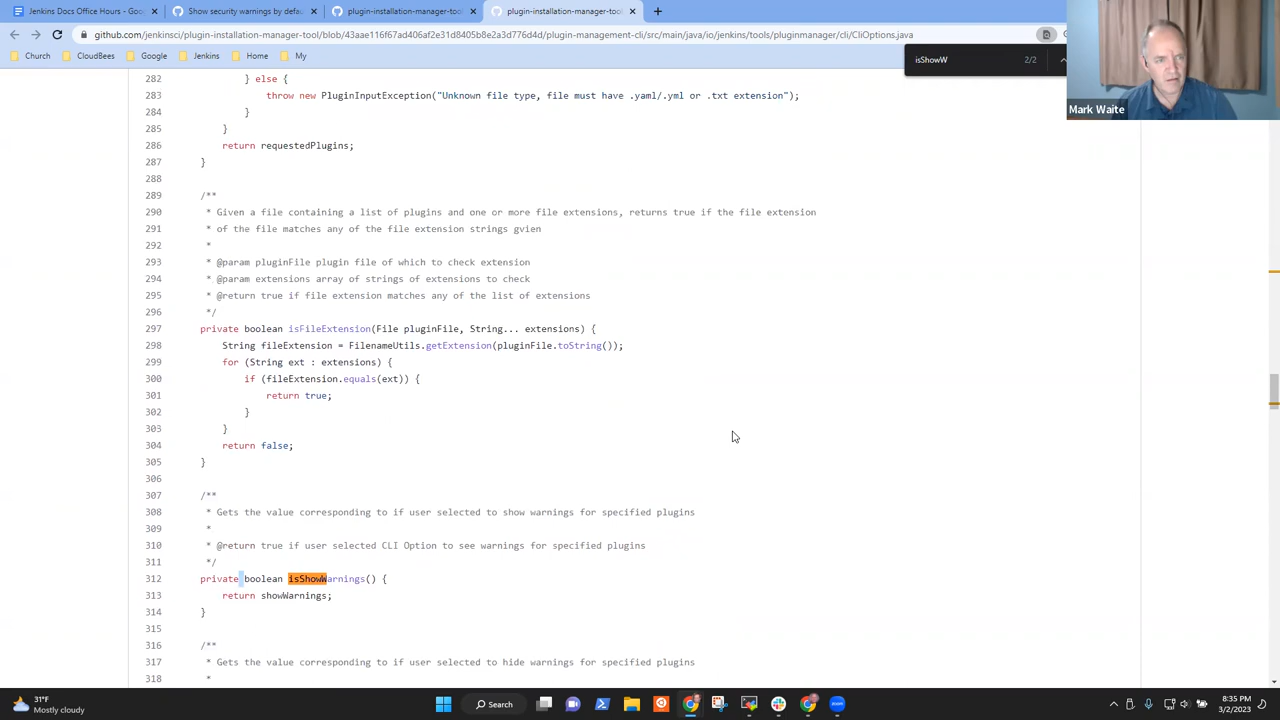 Jenkins Docs Office Hours - Goog
Show security warnings by defau
plugin-installation-manager-tool/
plugin-installation-manager-tool/
github.com/jenkinsci/plugin-installation-manager-tool/blob/43aae116f67ad406af2e31d8405b8e2a3d776d4d/plugin-management-cli/src/main/java/io/jenkins/tools/pluginmanager/cli/CliOptions.java
Church
CloudBees
Google
Jenkins
Home
My
isShowW 2/2
Mark Waite
282 } else {
283 throw new PluginInputException("Unknown file type, file must have .yaml/.yml or .txt extension");
284 }
285 }
286 return requestedPlugins;
287 }
288
289 /**
290 * Given a file containing a list of plugins and one or more file extensions, returns true if the file extension
291 * of the file matches any of the file extension strings gvien
292 *
293 * @param pluginFile plugin file of which to check extension
294 * @param extensions array of strings of extensions to check
295 * @return true if file extension matches any of the list of extensions
296 */
297 private boolean isFileExtension(File pluginFile, String... extensions) {
298 String fileExtension = FilenameUtils.getExtension(pluginFile.toString());
299 for (String ext : extensions) {
300 if (fileExtension.equals(ext)) {
301 return true;
302 }
303 }
304 return false;
305 }
306
307 /**
308 * Gets the value corresponding to if user selected to show warnings for specified plugins
309 *
310 * @return true if user selected CLI Option to see warnings for specified plugins
311 */
312 private boolean isShowWarnings() {
313 return showWarnings;
314 }
315
316 /**
317 * Gets the value corresponding to if user selected to hide warnings for specified plugins
318 *
31°F
Mostly cloudy
Search
8:35 PM
3/2/2023